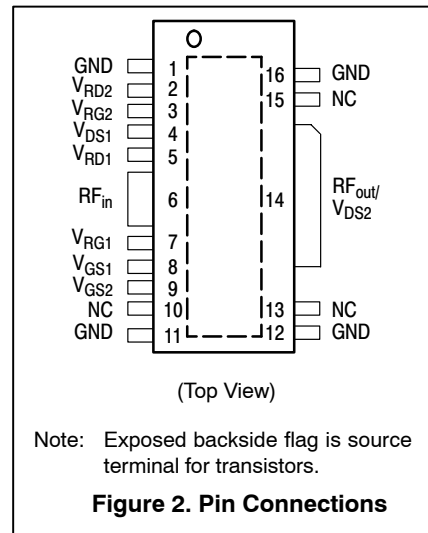 GND 1 16 GND
VRD2 2 15 NC
VRG2 3
VDS1 4
VRD1 5
RFin 6 14 RFout/
VDS2
VRG1 7
VGS1 8
VGS2 9
NC 10 13 NC
GND 11 12 GND
(Top View)
Note: Exposed backside flag is source
terminal for transistors.
Figure 2. Pin Connections